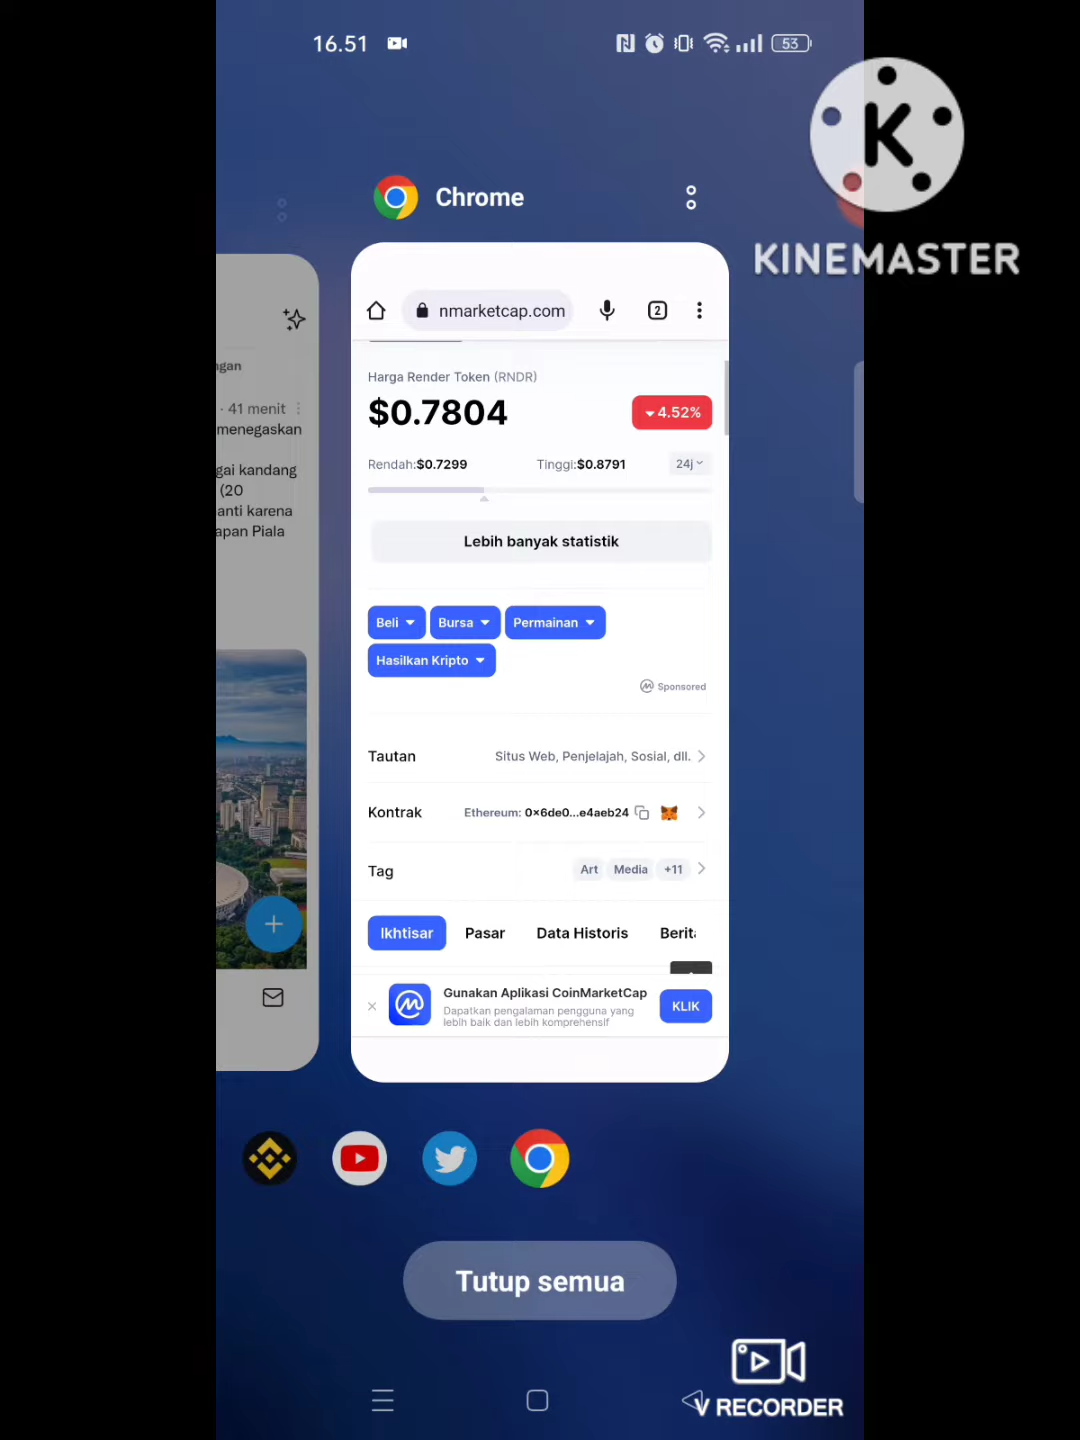 16.51
53
K
KINEMASTER
Chrome
nmarketcap.com
2
ngan
· 41 menit
menegaskan
gai kandang
(20
anti karena
apan Piala
Harga Render Token (RNDR)
$0.7804
4.52%
Rendah:$0.7299
Tinggi:$0.8791
24j
Lebih banyak statistik
Beli
Bursa
Permainan
Hasilkan Kripto
Sponsored
Tautan
Situs Web, Penjelajah, Sosial, dll.
Kontrak
Ethereum: 0x6de0...e4aeb24
Tag
Art
Media
+11
Ikhtisar
Pasar
Data Historis
Berita
Gunakan Aplikasi CoinMarketCap
Dapatkan pengalaman pengguna yang
lebih baik dan lebih komprehensif
KLIK
Tutup semua
V RECORDER